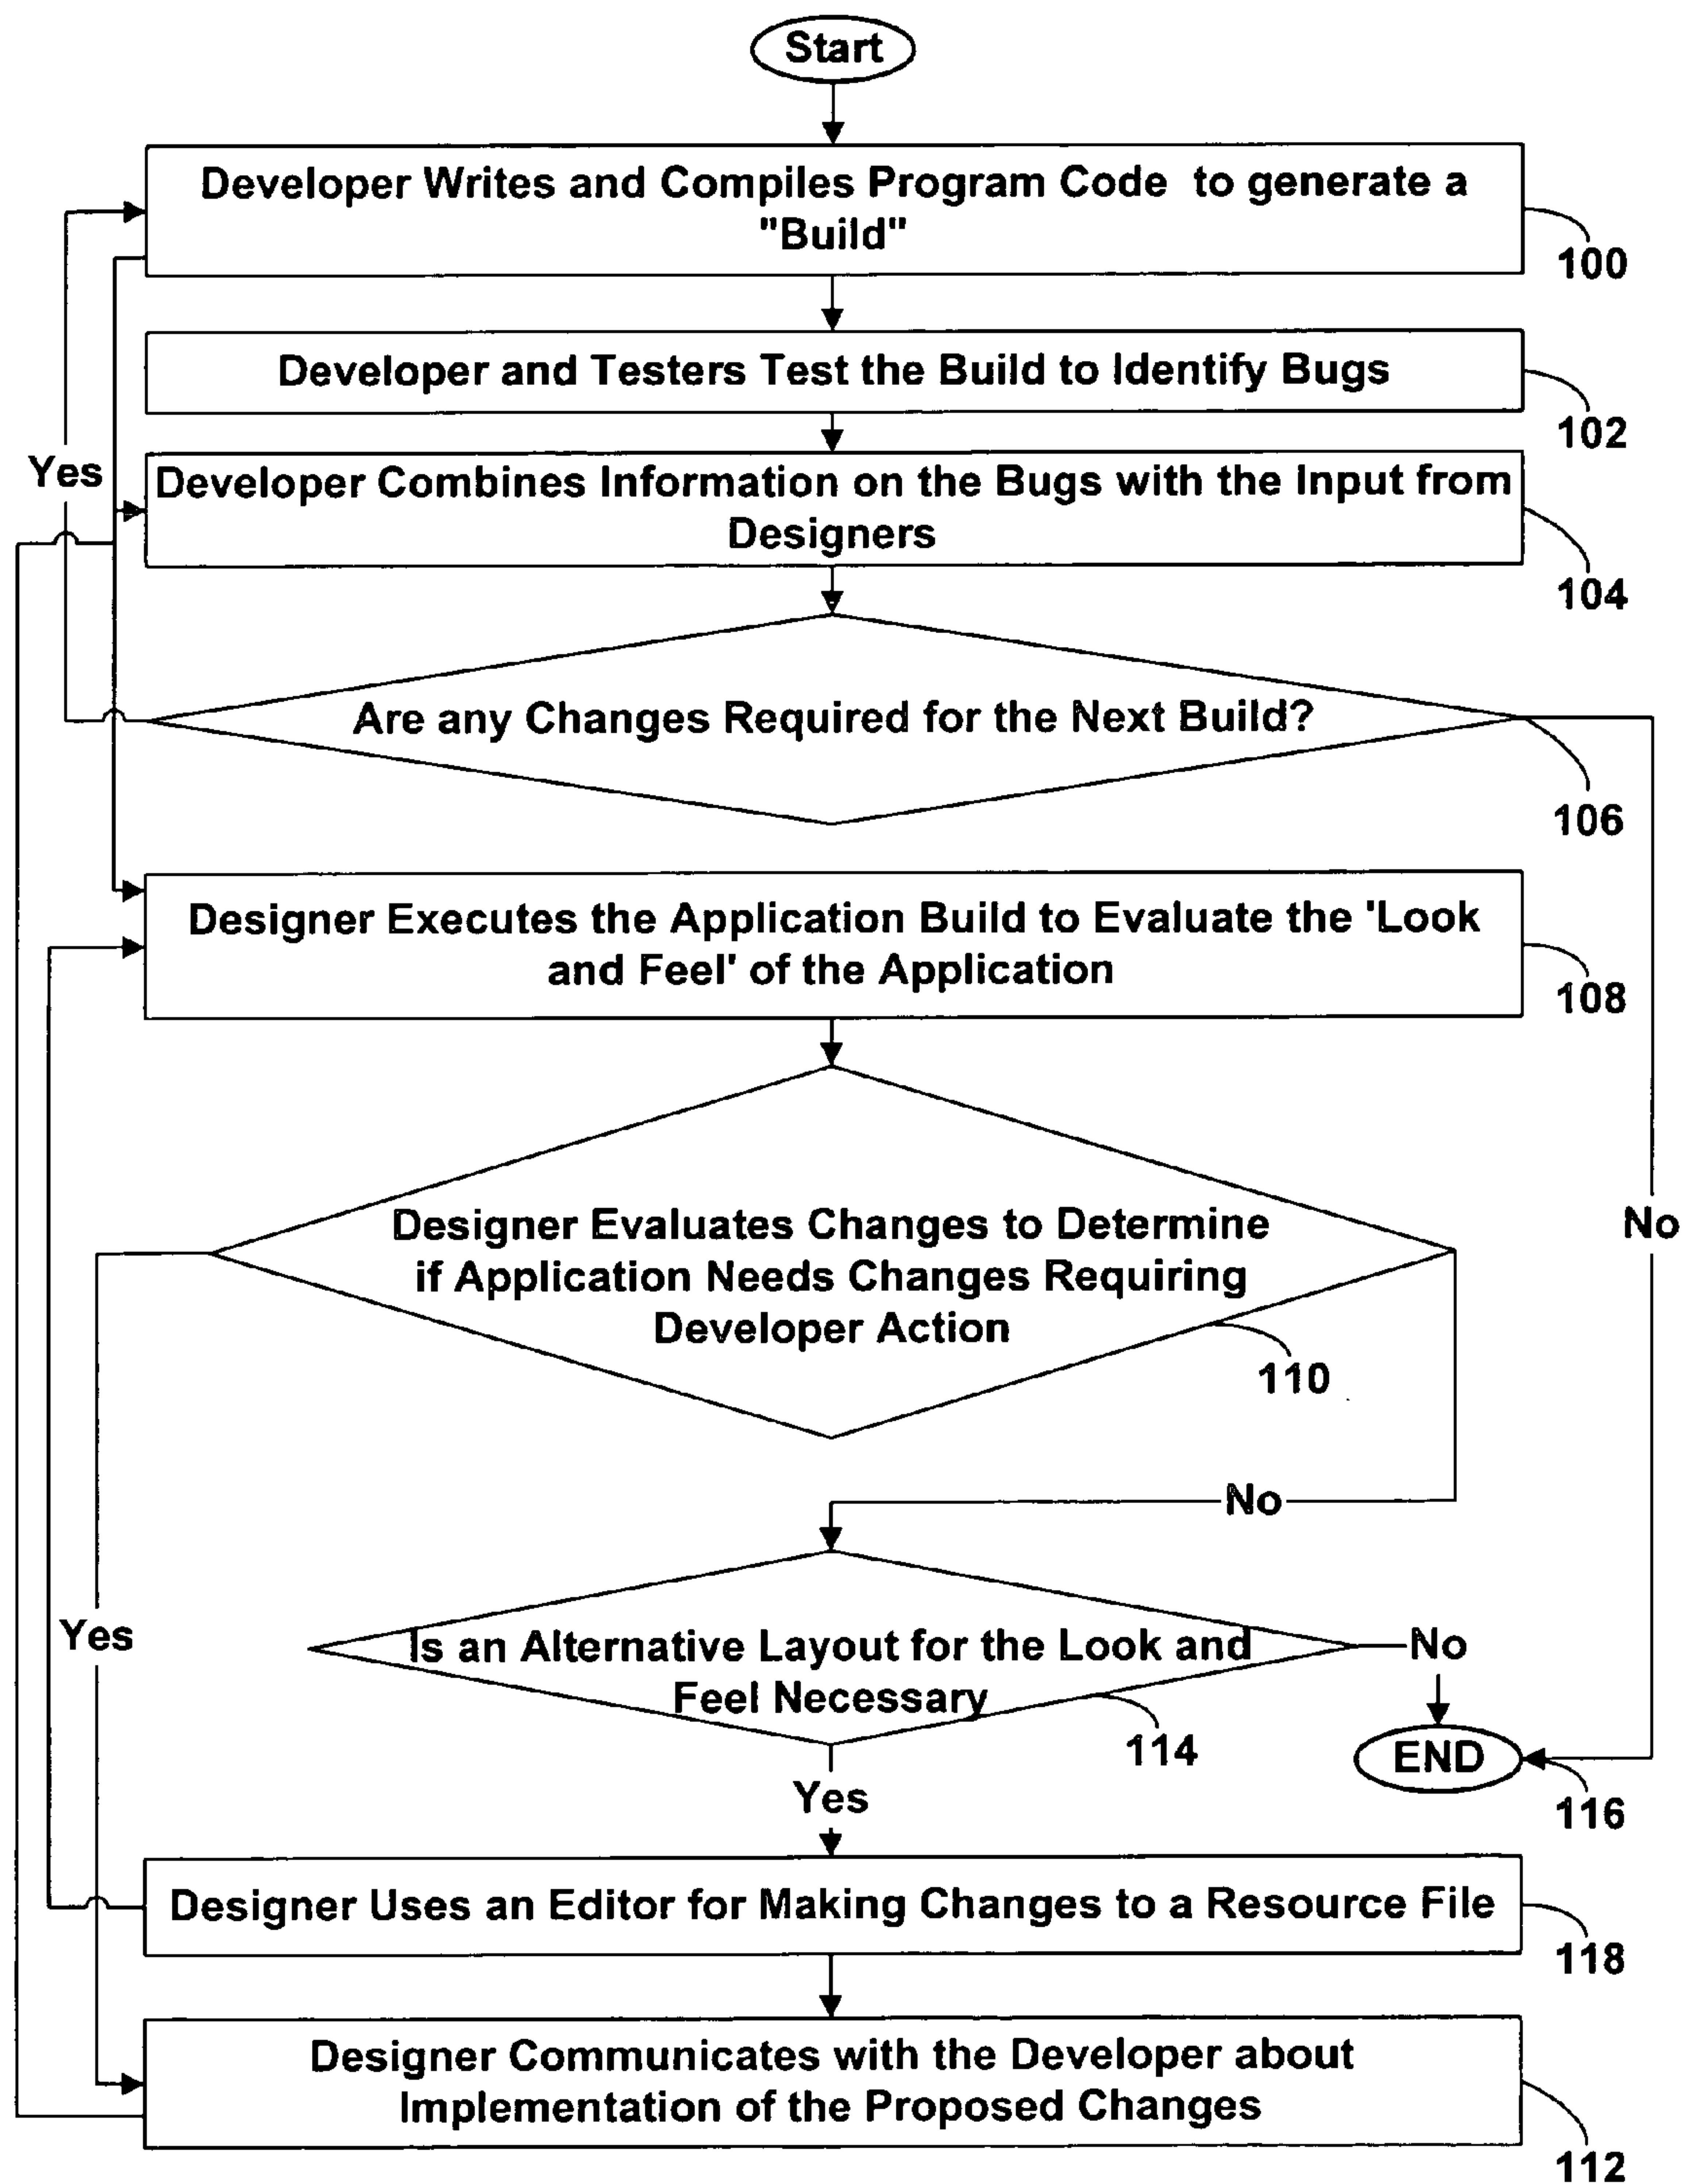 Start
Developer Writes and Compiles Program Code to generate a
"Build"
100
Developer and Testers Test the Build to Identify Bugs
102
Yes
Developer Combines Information on the Bugs with the Input from
Designers
104
Are any Changes Required for the Next Build?
106
Designer Executes the Application Build to Evaluate the 'Look
and Feel' of the Application
108
No
Designer Evaluates Changes to Determine
if Application Needs Changes Requiring
Developer Action
110
No
Yes
Is an Alternative Layout for the Look and
Feel Necessary
No
114
END
116
Yes
Designer Uses an Editor for Making Changes to a Resource File
118
Designer Communicates with the Developer about
Implementation of the Proposed Changes
112